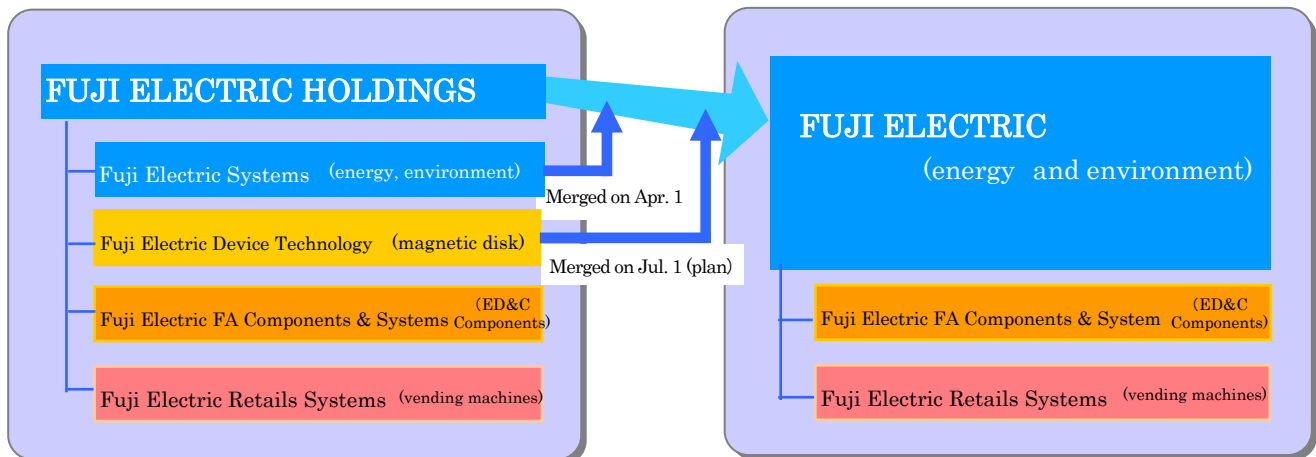 FUJI ELECTRIC HOLDINGS
Fuji Electric Systems (energy, environment)
Merged on Apr. 1
Fuji Electric Device Technology (magnetic disk)
Merged on Jul. 1 (plan)
Fuji Electric FA Components & Systems (ED&C
Components)
Fuji Electric Retails Systems (vending machines)
FUJI ELECTRIC
(energy and environment)
Fuji Electric FA Components & System (ED&C
Components)
Fuji Electric Retails Systems (vending machines)